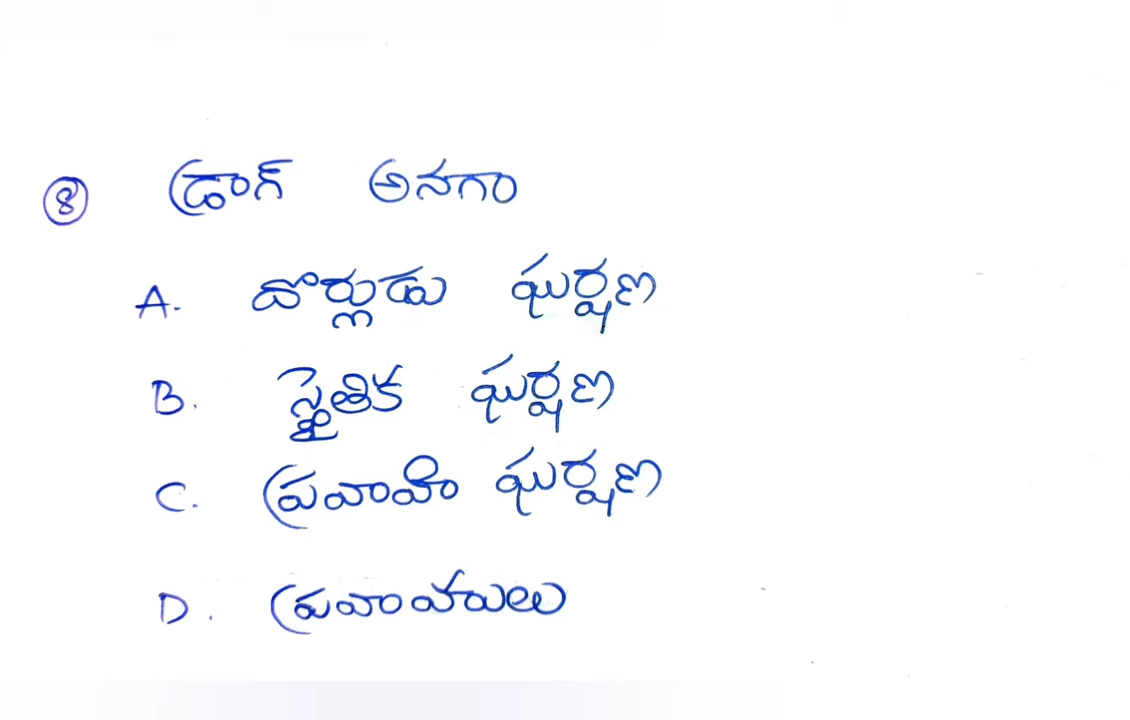 8 డ్రాగ్ అనగా
A. దొర్లుడు ఘర్షణ
B. స్థైతిక ఘర్షణ
C. ప్రవాహి ఘర్షణ
D. ప్రవాహులు